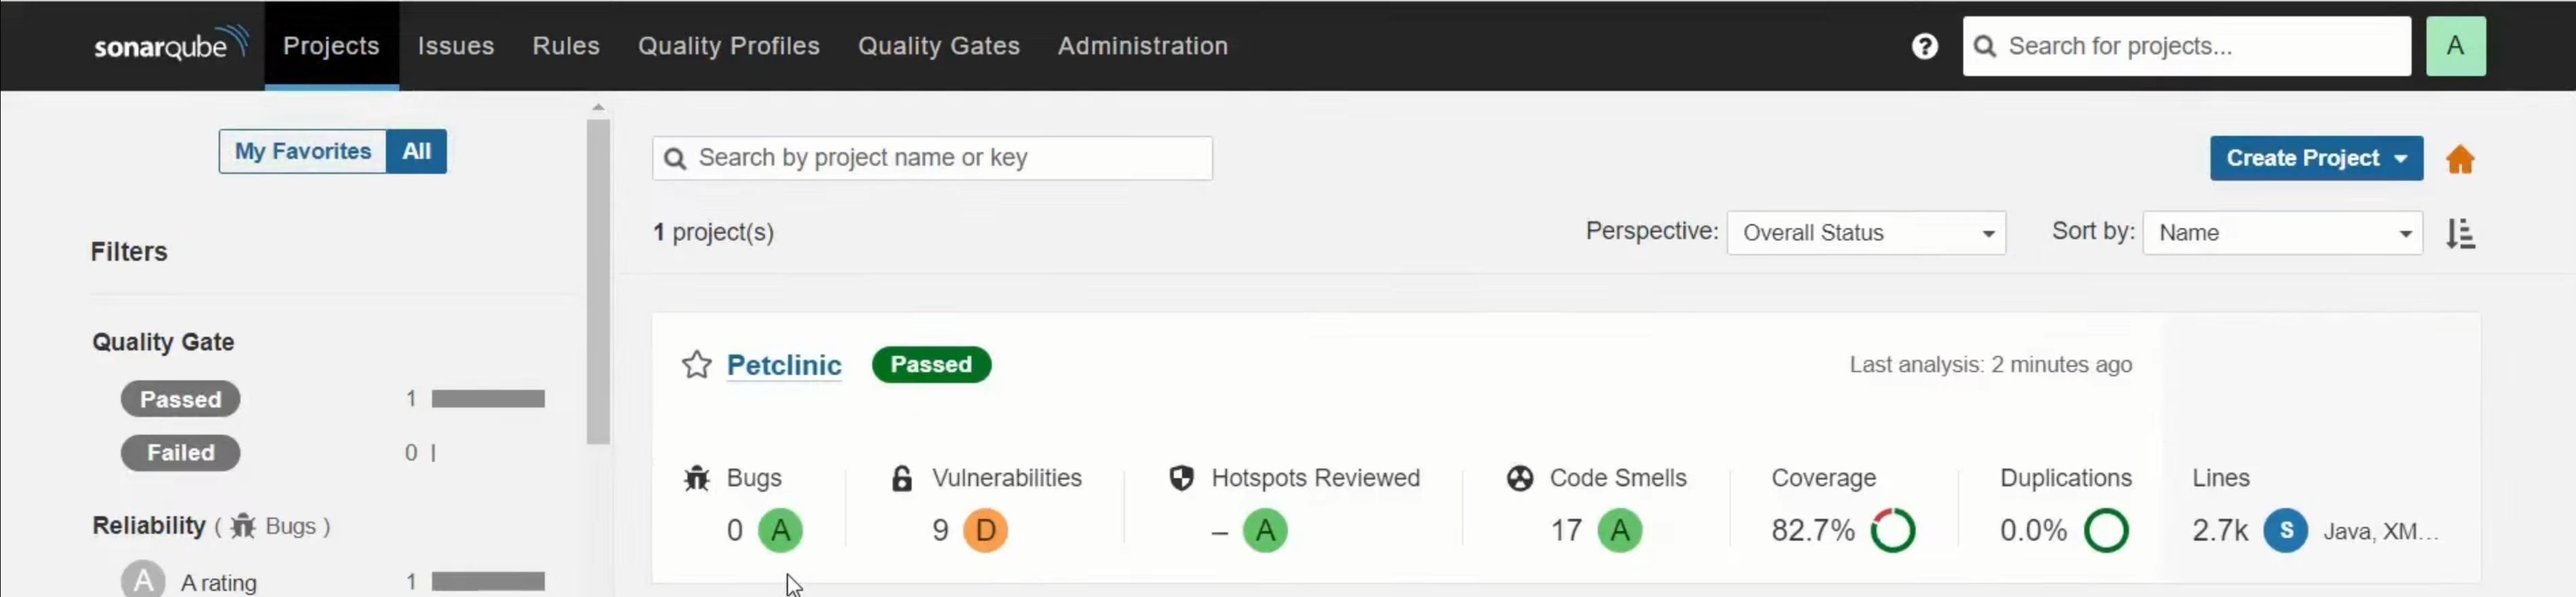 sonarqube Projects Issues Rules Quality Profiles Quality Gates Administration ? Search for projects... A
My Favorites All
Search by project name or key
Create Project
1 project(s)
Perspective: Overall Status
Sort by: Name
Filters
Quality Gate
Passed 1
Failed 0
Reliability ( Bugs )
A A rating 1
Petclinic Passed
Last analysis: 2 minutes ago
Bugs Vulnerabilities Hotspots Reviewed Code Smells Coverage Duplications Lines
0 A 9 D – A 17 A 82.7% 0.0% 2.7k S Java, XM...